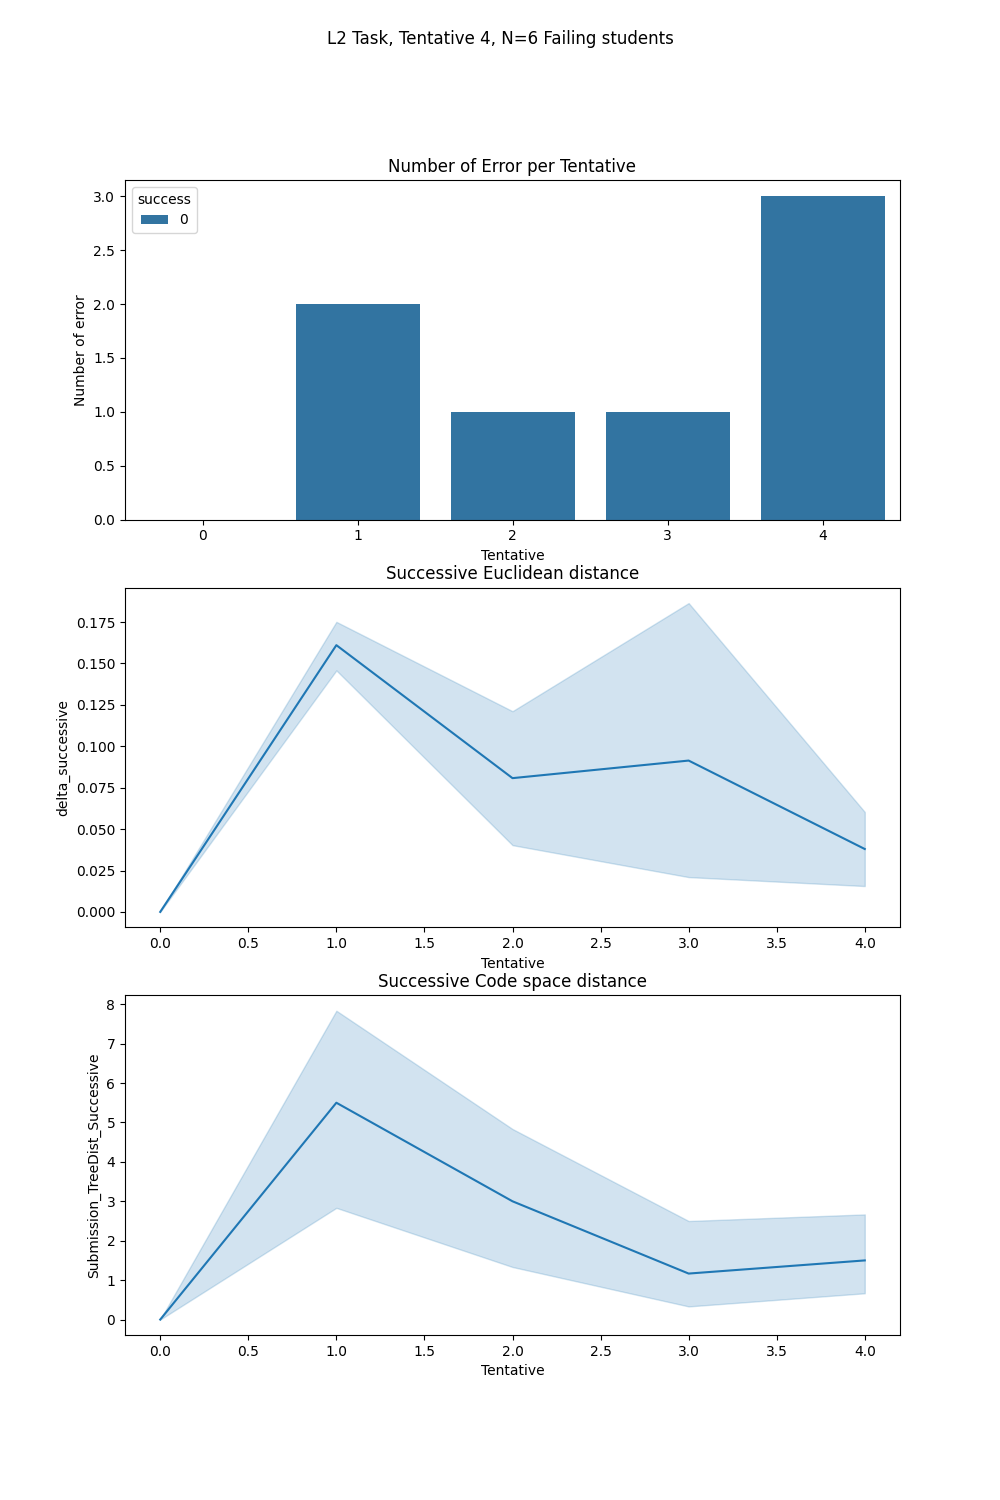 L2 Task, Tentative 4, N=6 Failing students
Number of Error per Tentative
success
0
Number of error
3.0
2.5
2.0
1.5
1.0
0.5
0.0
0 1 2 3 4
Tentative
Successive Euclidean distance
delta_successive
0.175
0.150
0.125
0.100
0.075
0.050
0.025
0.000
0.0 0.5 1.0 1.5 2.0 2.5 3.0 3.5 4.0
Tentative
Successive Code space distance
Submission_TreeDist_Successive
8
7
6
5
4
3
2
1
0
0.0 0.5 1.0 1.5 2.0 2.5 3.0 3.5 4.0
Tentative